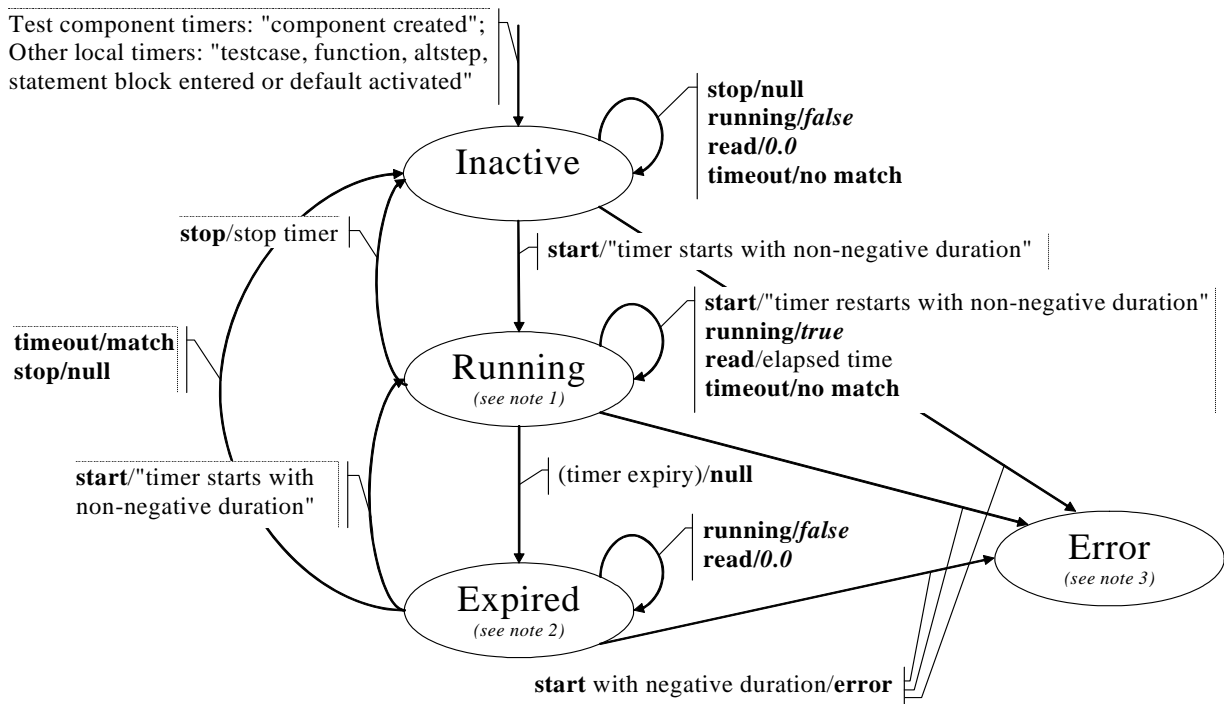 Test component timers: "component created";
Other local timers: "testcase, function, altstep,
statement block entered or default activated"
stop/null
running/false
read/0.0
timeout/no match
Inactive
stop/stop timer
start/"timer starts with non-negative duration"
start/"timer restarts with non-negative duration"
running/true
read/elapsed time
timeout/no match
timeout/match
stop/null
Running
(see note 1)
start/"timer starts with
non-negative duration"
(timer expiry)/null
running/false
read/0.0
Error
(see note 3)
Expired
(see note 2)
start with negative duration/error